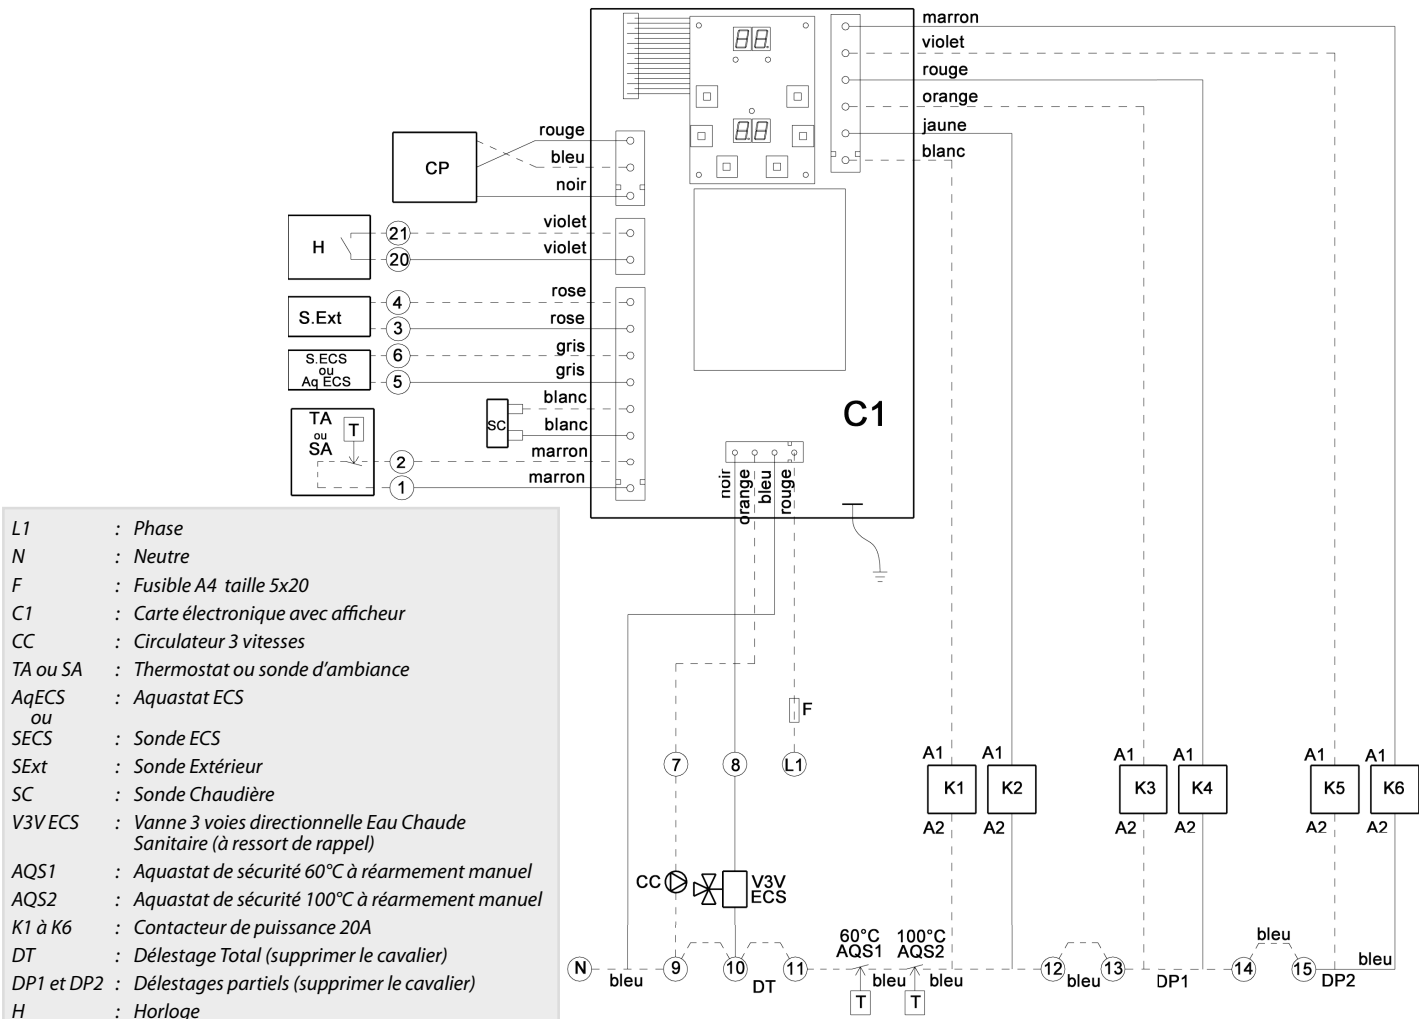 marron
violet
rouge
orange
jaune
blanc
rouge
CP
bleu
noir
violet
21
H
violet
20
rose
4
S.Ext
rose
3
gris
6
S.ECS
ou
Aq ECS
gris
5
blanc
SC
blanc
TA
ou
SA
T
marron
2
marron
1
C1
noir
orange
bleu
rouge
L1 : Phase
N : Neutre
F : Fusible A4 taille 5x20
C1 : Carte électronique avec afficheur
CC : Circulateur 3 vitesses
TA ou SA : Thermostat ou sonde d'ambiance
AqECS : Aquastat ECS
ou
SECS : Sonde ECS
SExt : Sonde Extérieur
SC : Sonde Chaudière
V3V ECS : Vanne 3 voies directionnelle Eau Chaude
Sanitaire (à ressort de rappel)
AQS1 : Aquastat de sécurité 60°C à réarmement manuel
AQS2 : Aquastat de sécurité 100°C à réarmement manuel
K1 à K6 : Contacteur de puissance 20A
DT : Délestage Total (supprimer le cavalier)
DP1 et DP2 : Délestages partiels (supprimer le cavalier)
H : Horloge
F
7
8
L1
A1
A1
A1
A1
A1
A1
K1
K2
K3
K4
K5
K6
A2
A2
A2
A2
A2
A2
CC
V3V
ECS
60°C
AQS1
100°C
AQS2
bleu
N
bleu
9
10
DT
11
T
bleu
T
bleu
12
bleu
13
DP1
14
15
DP2
bleu